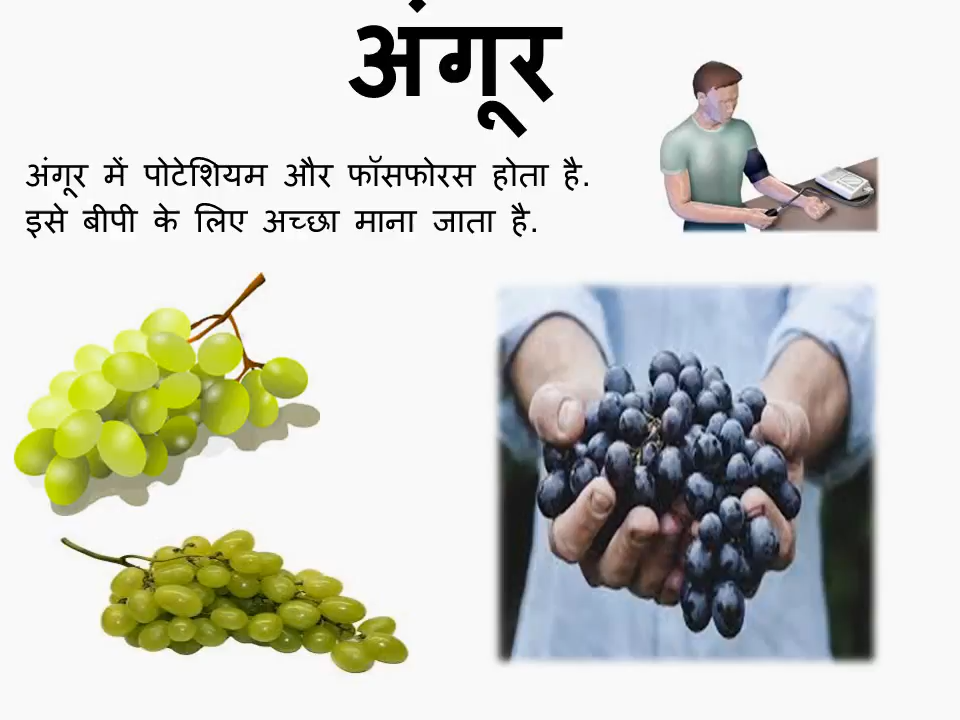 अंगूर
अंगूर में पोटेशियम और फॉसफोरस होता है.
इसे बीपी के लिए अच्छा माना जाता है.